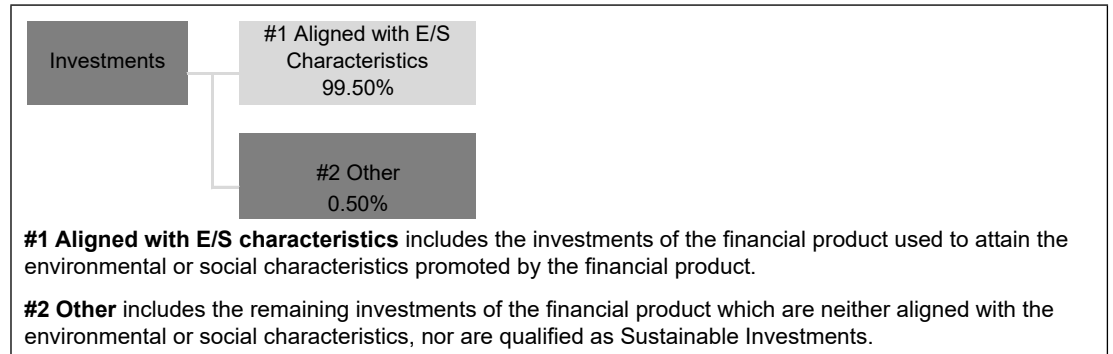 Investments
#1 Aligned with E/S
Characteristics
99.50%
#2 Other
0.50%
#1 Aligned with E/S characteristics includes the investments of the financial product used to attain the
environmental or social characteristics promoted by the financial product.
#2 Other includes the remaining investments of the financial product which are neither aligned with the
environmental or social characteristics, nor are qualified as Sustainable Investments.